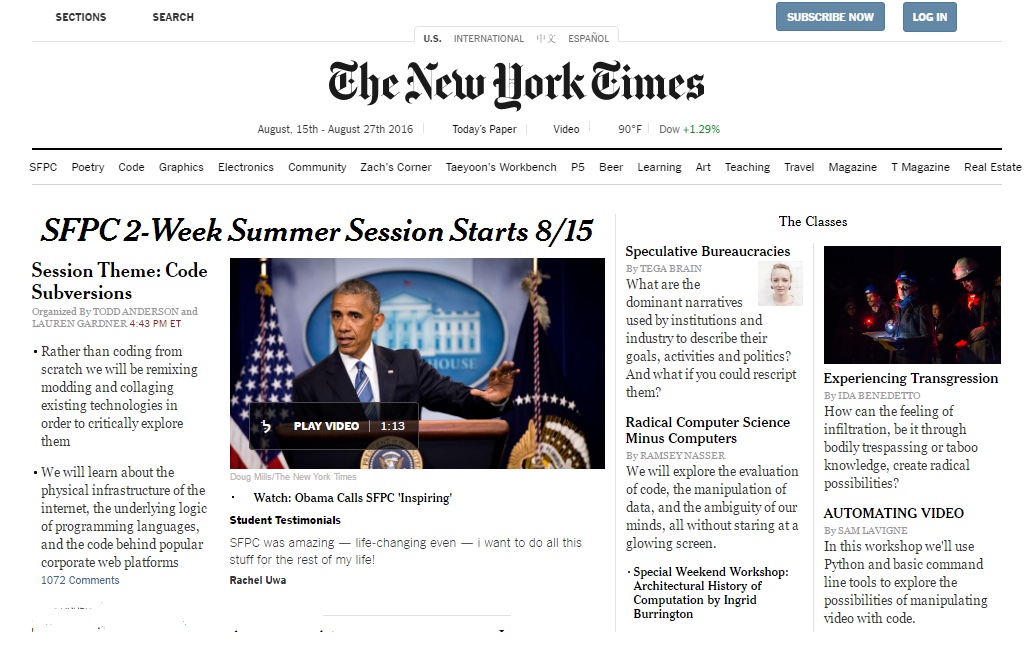 SECTIONS SEARCH SUBSCRIBE NOW LOG IN
U.S. INTERNATIONAL 中文 ESPAÑOL
The New York Times
August, 15th - August 27th 2016 Today's Paper Video 90°F Dow +1.29%
SFPC Poetry Code Graphics Electronics Community Zach's Corner Taeyoon's Workbench P5 Beer Learning Art Teaching Travel Magazine T Magazine Real Estate
SFPC 2-Week Summer Session Starts 8/15
Session Theme: Code
Subversions
Organized By TODD ANDERSON and
LAUREN GARDNER 4:43 PM ET
• Rather than coding from
scratch we will be remixing
modding and collaging
existing technologies in
order to critically explore
them
• We will learn about the
physical infrastructure of the
internet, the underlying logic
of programming languages,
and the code behind popular
corporate web platforms
1072 Comments
HOUSE
PLAY VIDEO | 1:13
Doug Mills/The New York Times
· Watch: Obama Calls SFPC 'Inspiring'
Student Testimonials
SFPC was amazing — life-changing even — i want to do all this
stuff for the rest of my life!
Rachel Uwa
The Classes
Speculative Bureaucracies
By TEGA BRAIN
What are the
dominant narratives
used by institutions and
industry to describe their
goals, activities and politics?
And what if you could rescript
them?
Radical Computer Science
Minus Computers
By RAMSEY NASSER
We will explore the evaluation
of code, the manipulation of
data, and the ambiguity of our
minds, all without staring at a
glowing screen.
· Special Weekend Workshop:
Architectural History of
Computation by Ingrid
Burrington
Experiencing Transgression
By IDA BENEDETTO
How can the feeling of
infiltration, be it through
bodily trespassing or taboo
knowledge, create radical
possibilities?
AUTOMATING VIDEO
By SAM LAVIGNE
In this workshop we'll use
Python and basic command
line tools to explore the
possibilities of manipulating
video with code.